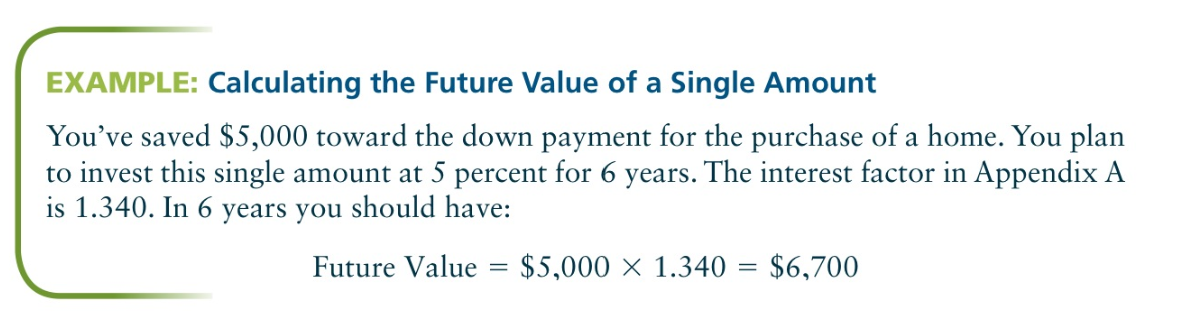 EXAMPLE: Calculating the Future Value of a Single Amount
You’ve saved $5,000 toward the down payment for the purchase of a home. You plan
to invest this single amount at 5 percent for 6 years. The interest factor in Appendix A
is 1.340. In 6 years you should have:
Future Value = $5,000 × 1.340 = $6,700